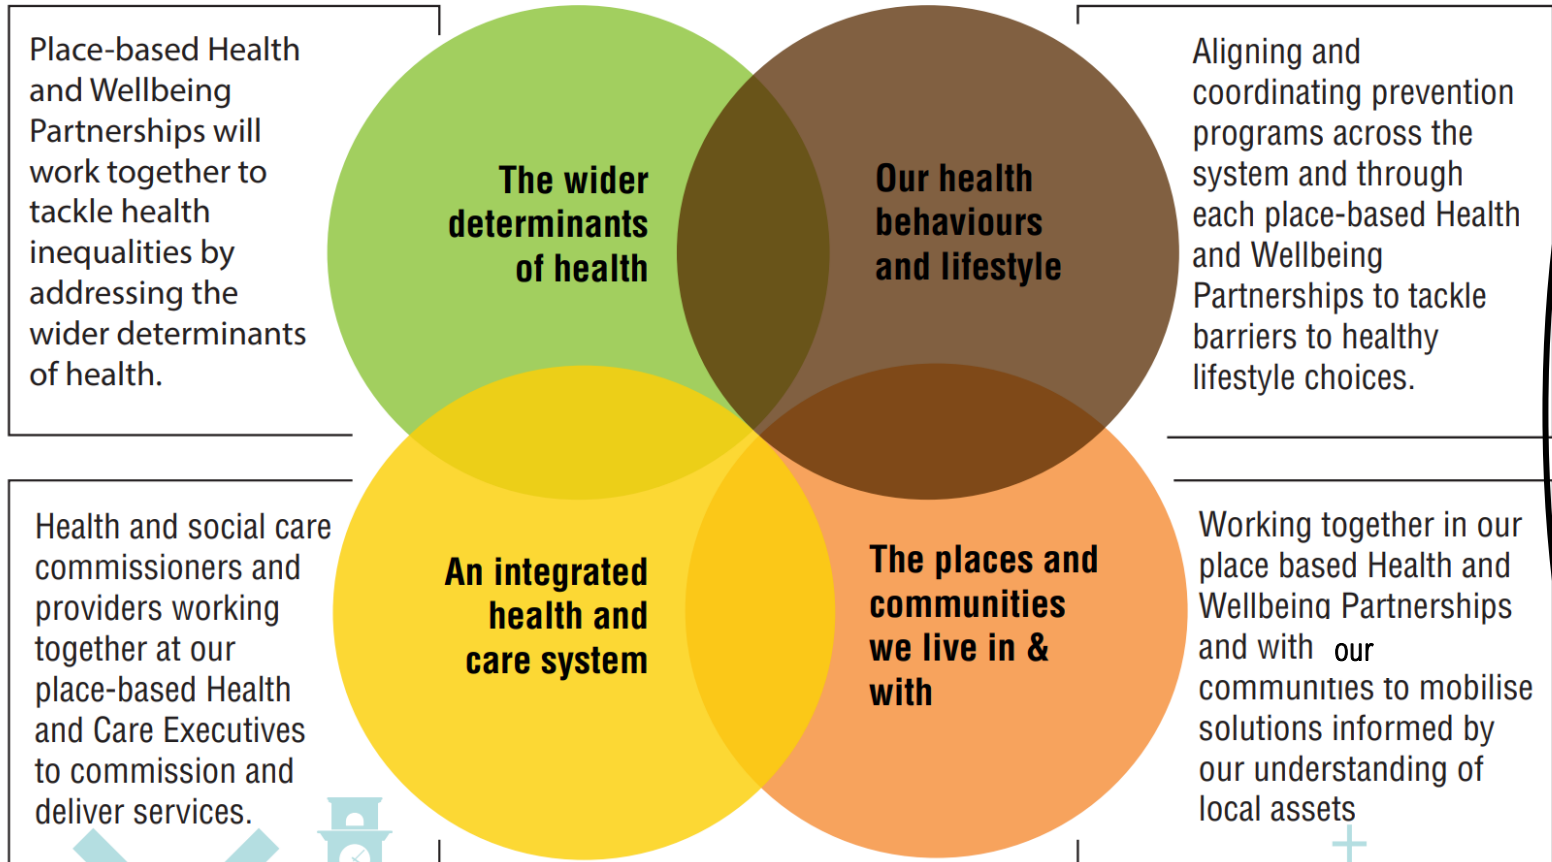 Place-based Health
and Wellbeing
Partnerships will
work together to
tackle health
inequalities by
addressing the
wider determinants
of health.
The wider
determinants
of health
Our health
behaviours
and lifestyle
Aligning and
coordinating prevention
programs across the
system and through
each place-based Health
and Wellbeing
Partnerships to tackle
barriers to healthy
lifestyle choices.
Health and social care
commissioners and
providers working
together at our
place-based Health
and Care Executives
to commission and
deliver services.
An integrated
health and
care system
The places and
communities
we live in &
with
Working together in our
place based Health and
Wellbeing Partnerships
and with our
communities to mobilise
solutions informed by
our understanding of
local assets